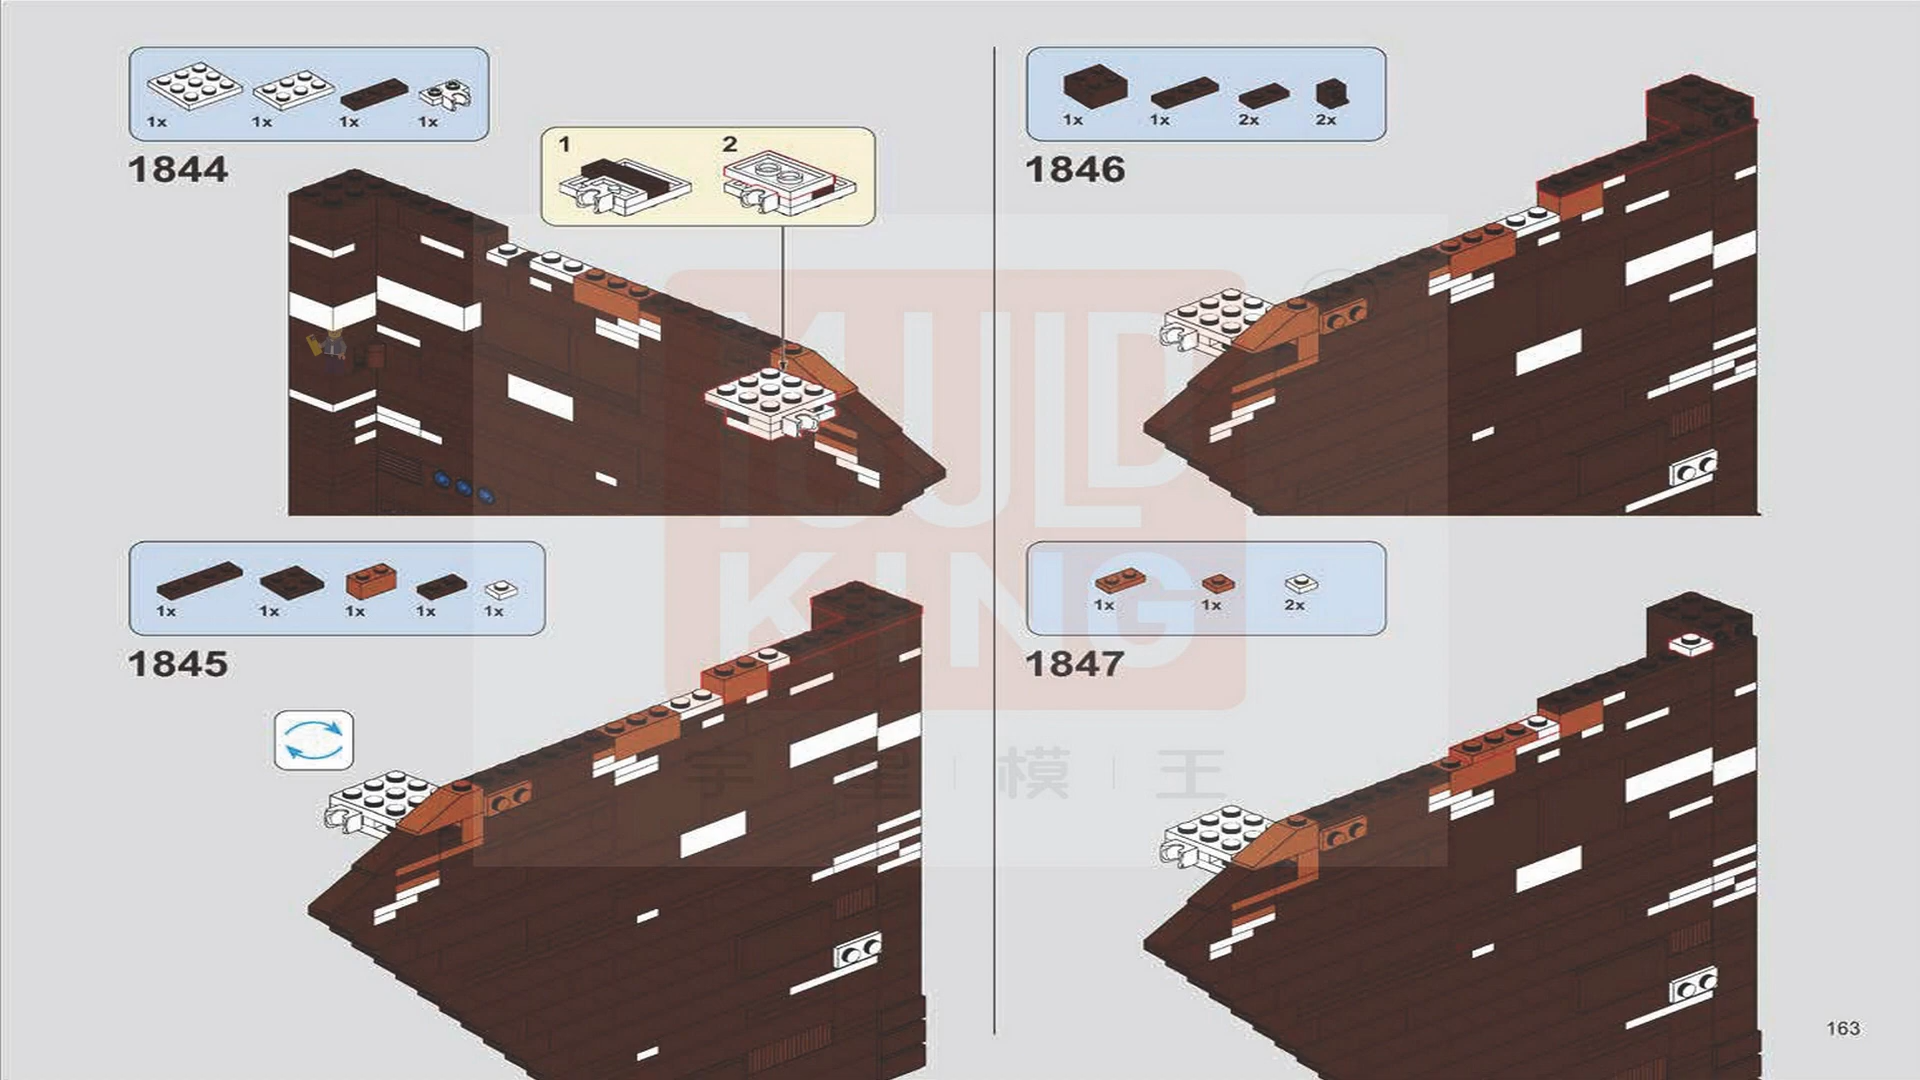 1x 1x 1x 1x
1844
1 2
1x 1x 1x 1x 1x
1845
1x 1x 2x 2x
1846
1x 1x 2x
1847
MOULD
KING
宇 星 | 模 | 王
163